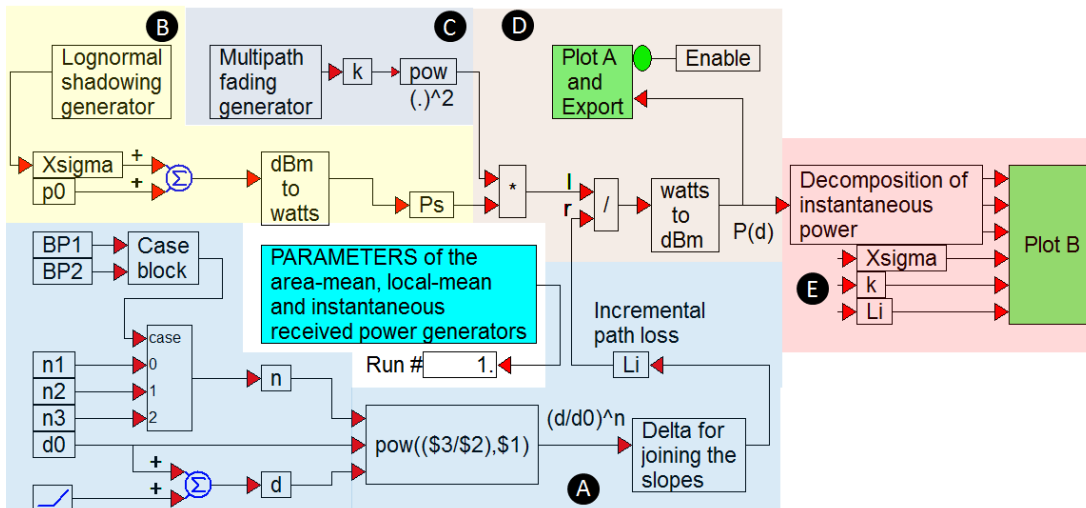 B
Lognormal
shadowing
generator
Xsigma
p0
+
+
Σ
dBm
to
watts
Ps
C
Multipath
fading
generator
k
pow
(.)^2
D
Plot A
and
Export
Enable
*
l
r
/
watts
to
dBm
P(d)
Decomposition of
instantaneous
power
Xsigma
k
Li
E
Plot B
BP1
BP2
Case
block
PARAMETERS of the
area-mean, local-mean
and instantaneous
received power generators
Run # 1.
Incremental
path loss
Li
n1
n2
n3
d0
case
0
1
2
n
+
+
Σ
d
pow(($3/$2),$1)
(d/d0)^n
Delta for
joining the
slopes
A